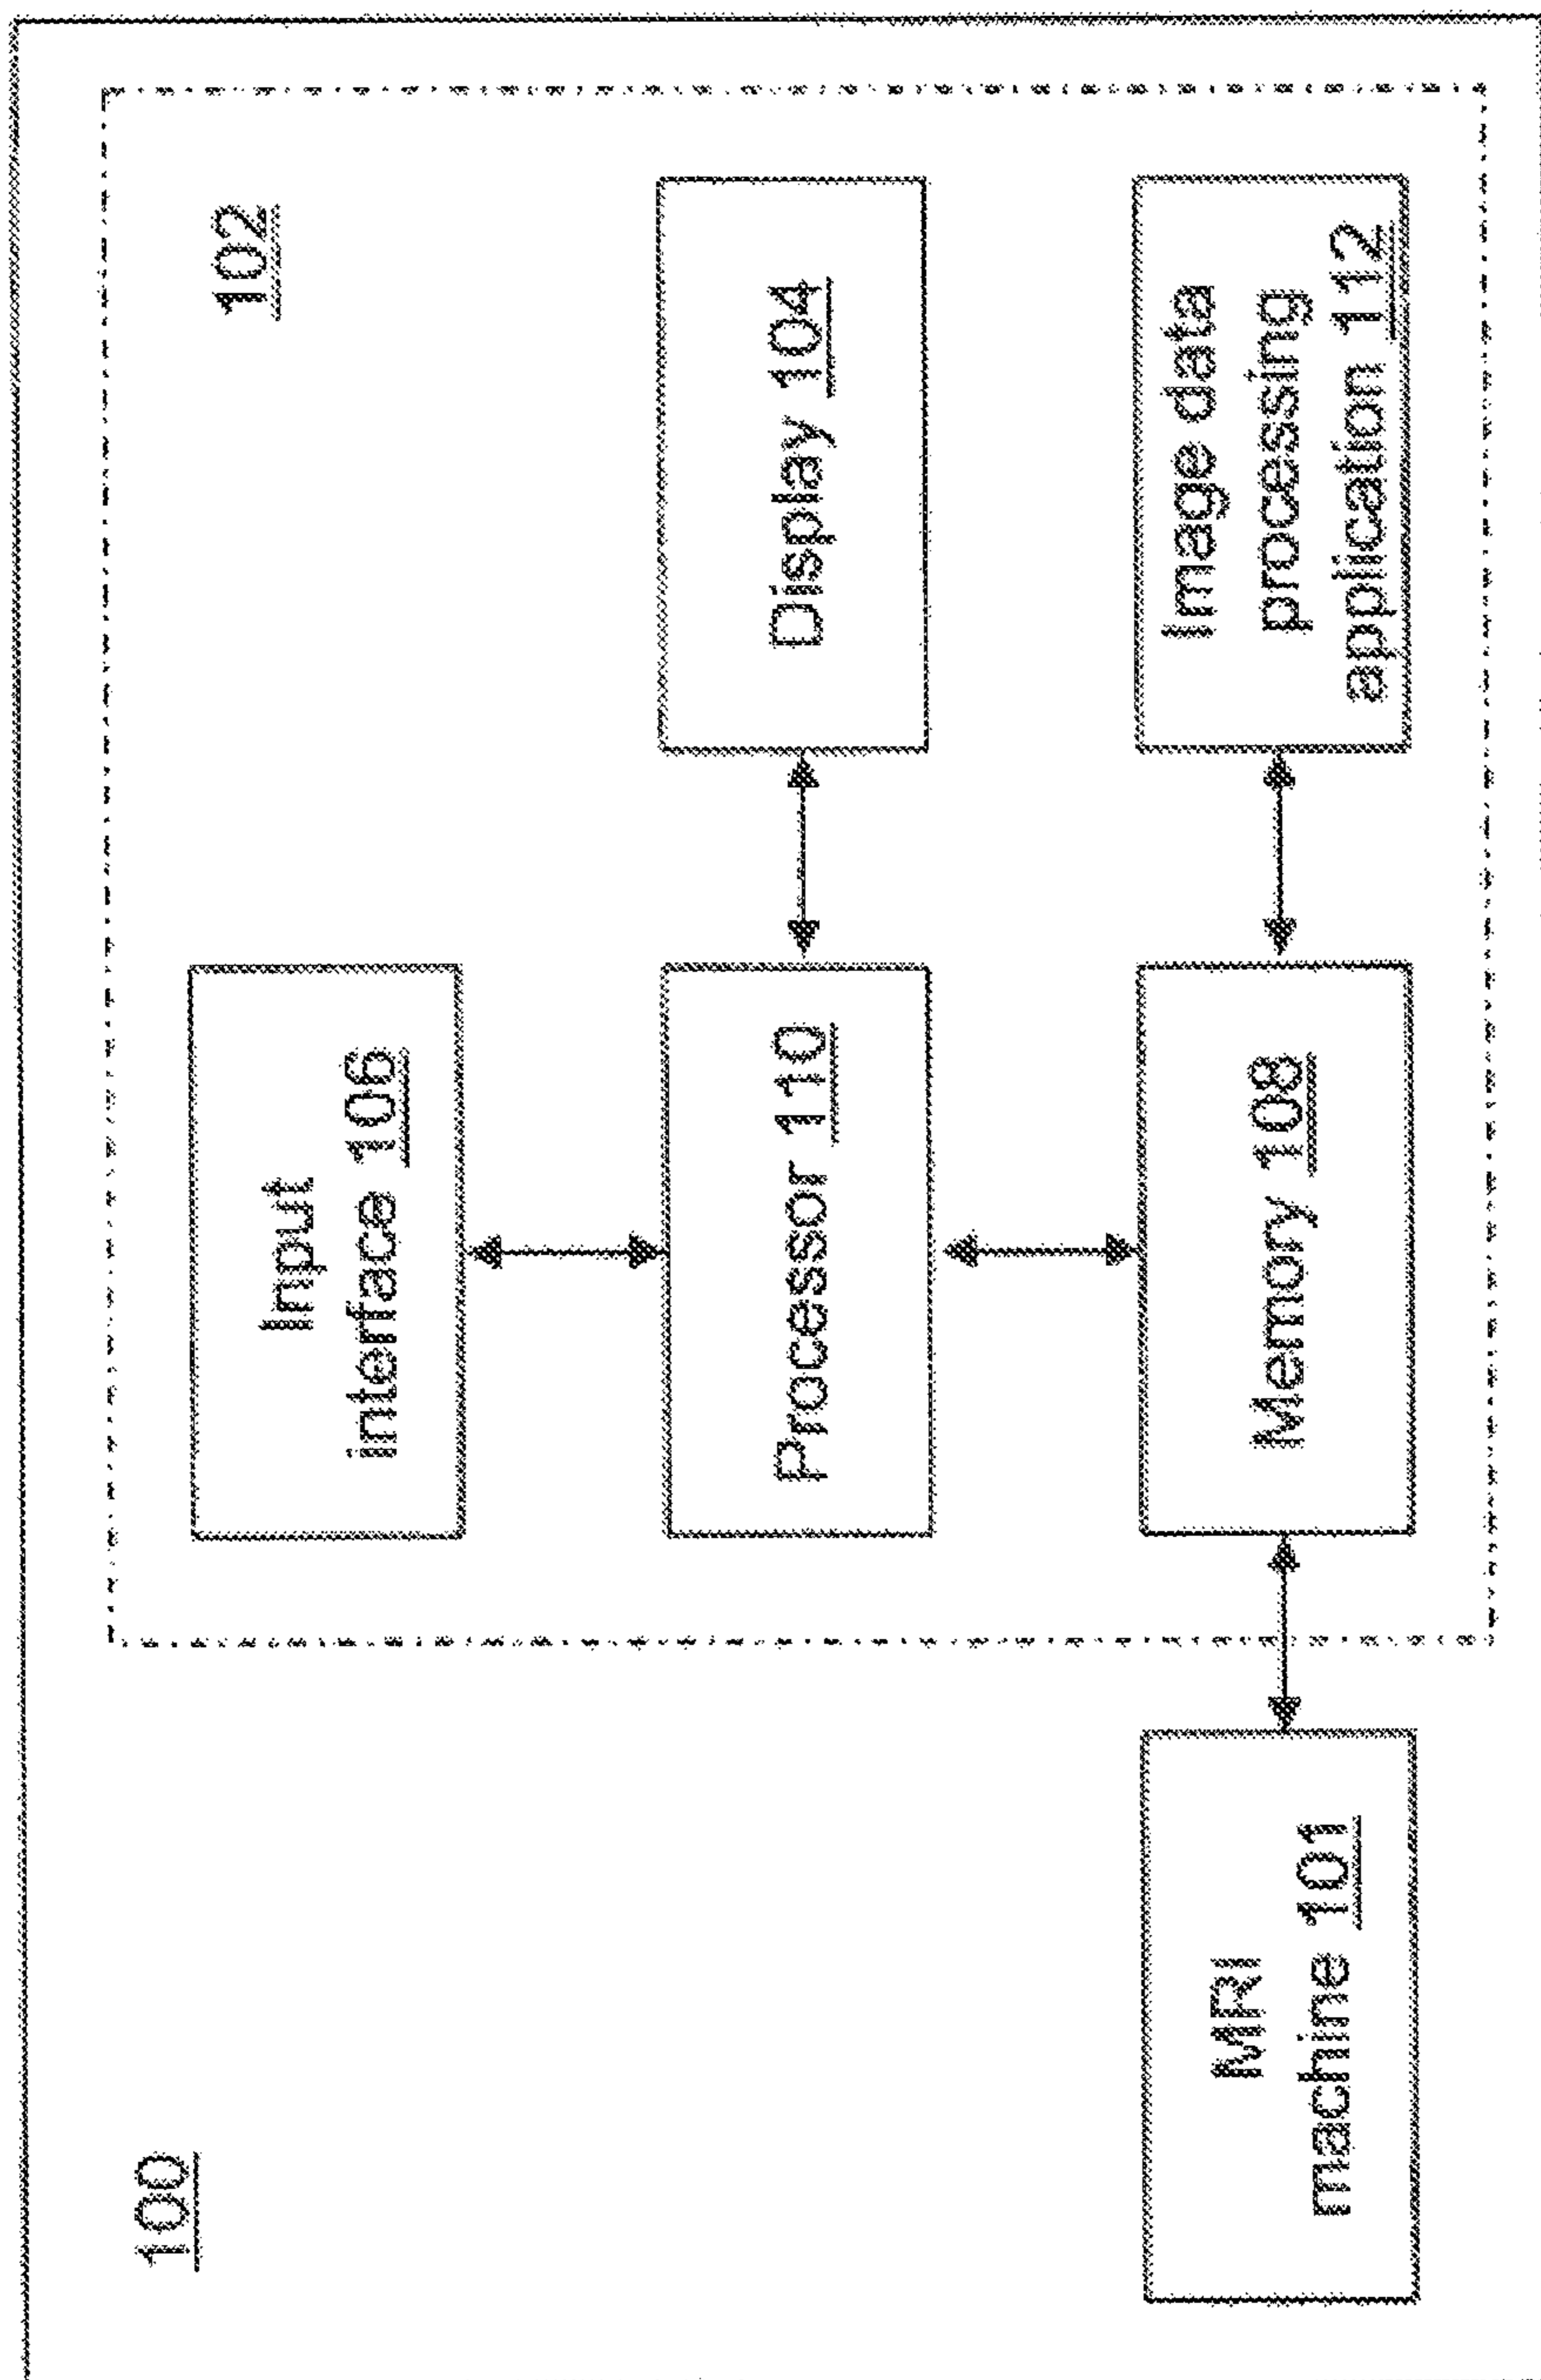 100
102
Input
interface 106
Processor 110
Display 104
MRI
machine 101
Memory 108
Image data
processing
application 112